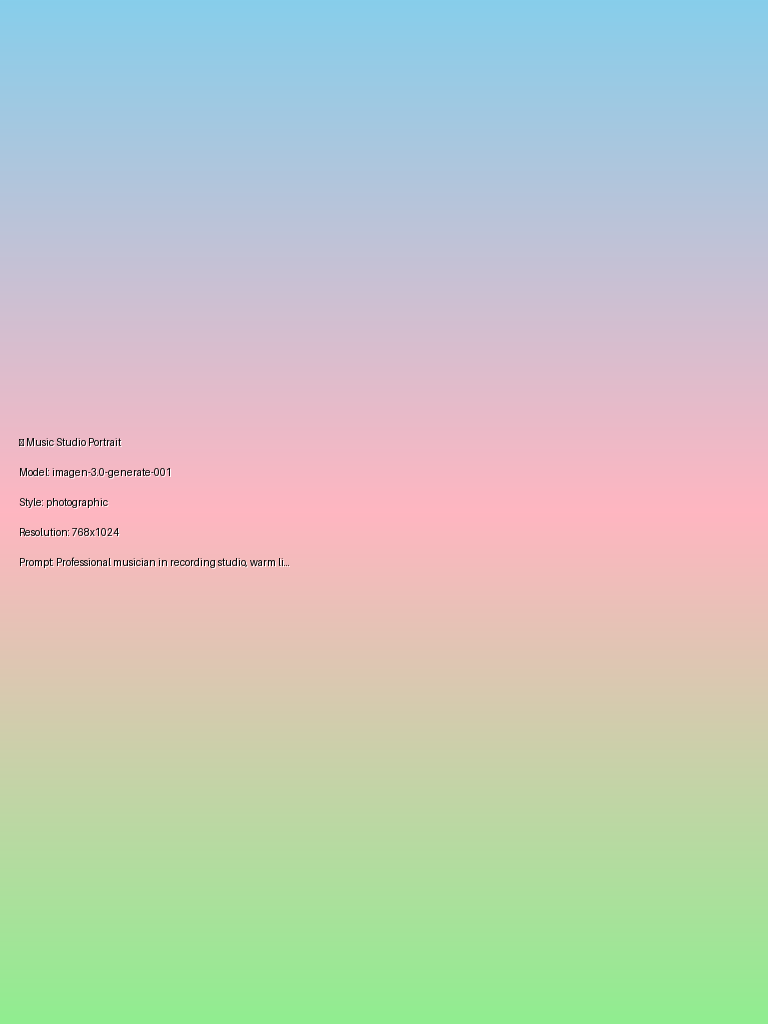 Music Studio Portrait
Model: imagen-3.0-generate-001
Style: photographic
Resolution: 768x1024
Prompt: Professional musician in recording studio, warm li...